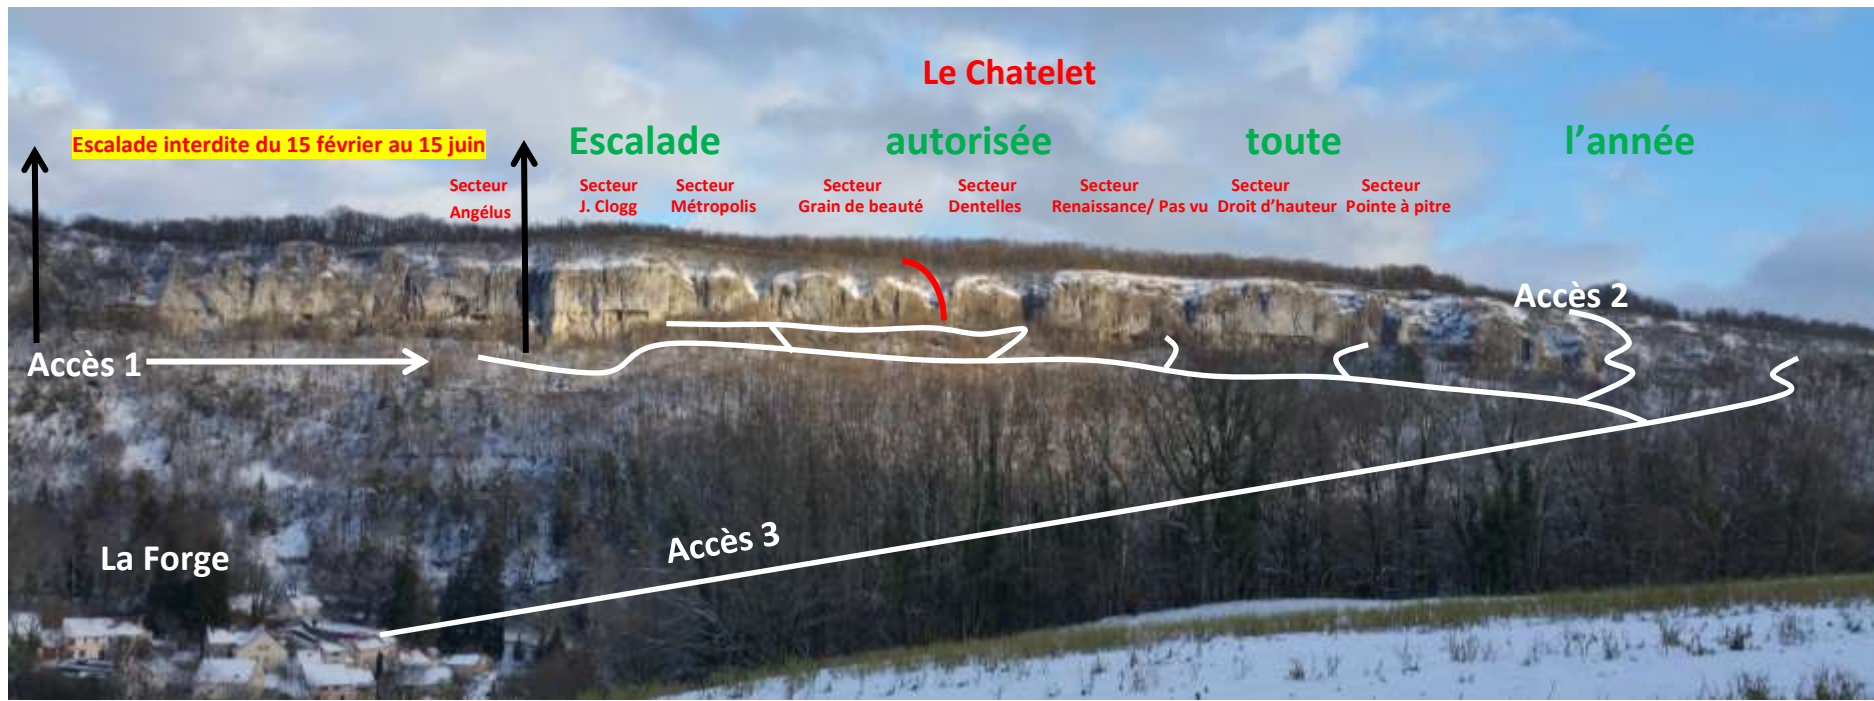 Le Chatelet
Escalade interdite du 15 février au 15 juin
Escalade autorisée toute l'année
Secteur Angélus
Secteur J. Clogg
Secteur Métropolis
Secteur Grain de beauté
Secteur Dentelles
Secteur Renaissance/ Pas vu
Secteur Droit d'hauteur
Secteur Pointe à pitre
Accès 2
Accès 1
Accès 3
La Forge